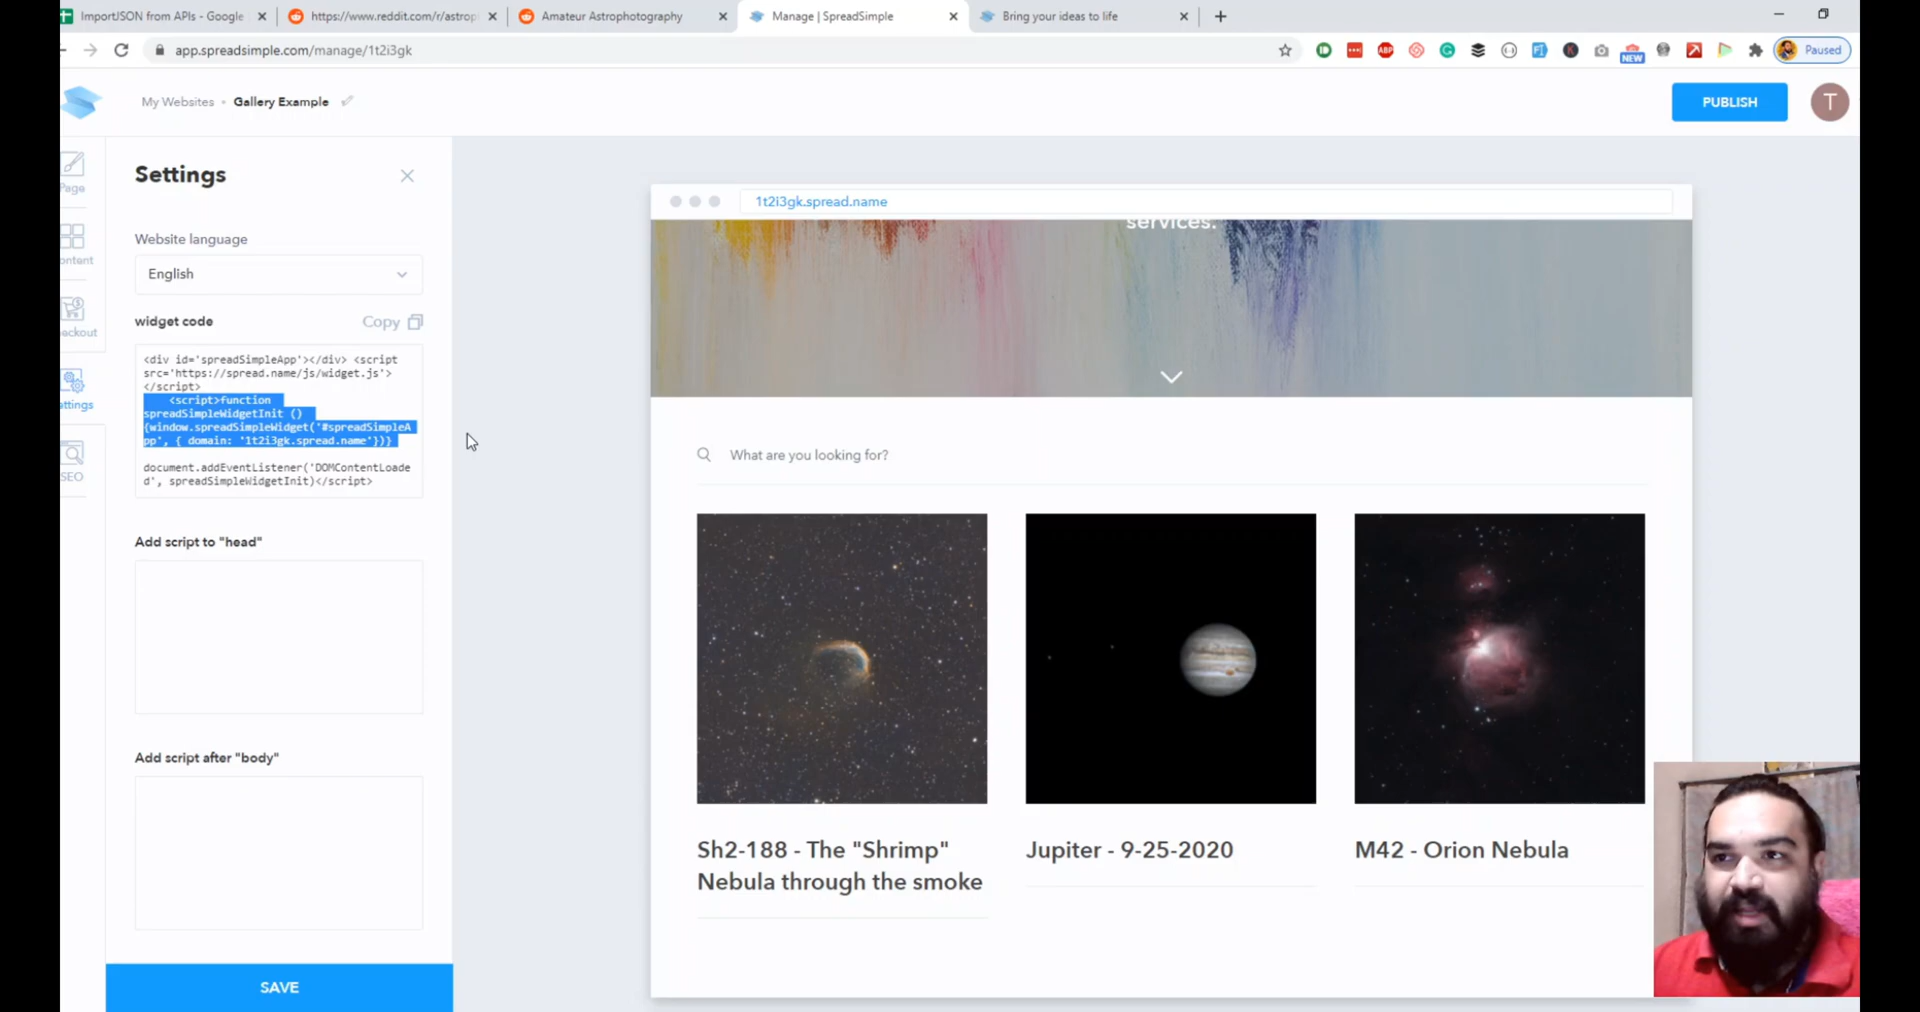 ImportJSON from APIs - Google
https://www.reddit.com/r/astrop
Amateur Astrophotography
Manage | SpreadSimple
Bring your ideas to life
app.spreadsimple.com/manage/1t2i3gk
ABP
NEW
Paused
My Websites • Gallery Example
PUBLISH
T
Page
ontent
eckout
ettings
SEO
Settings
Website language
English
widget code
Copy
<div id='spreadSimpleApp'></div> <script
src='https://spread.name/js/widget.js'>
</script>
<script>function
spreadSimpleWidgetInit ()
{window.spreadSimpleWidget('#spreadSimpleA
pp', { domain: '1t2i3gk.spread.name'})}
document.addEventListener('DOMContentLoade
d', spreadSimpleWidgetInit)</script>
Add script to "head"
Add script after "body"
SAVE
1t2i3gk.spread.name
services.
What are you looking for?
Sh2-188 - The "Shrimp"
Nebula through the smoke
Jupiter - 9-25-2020
M42 - Orion Nebula